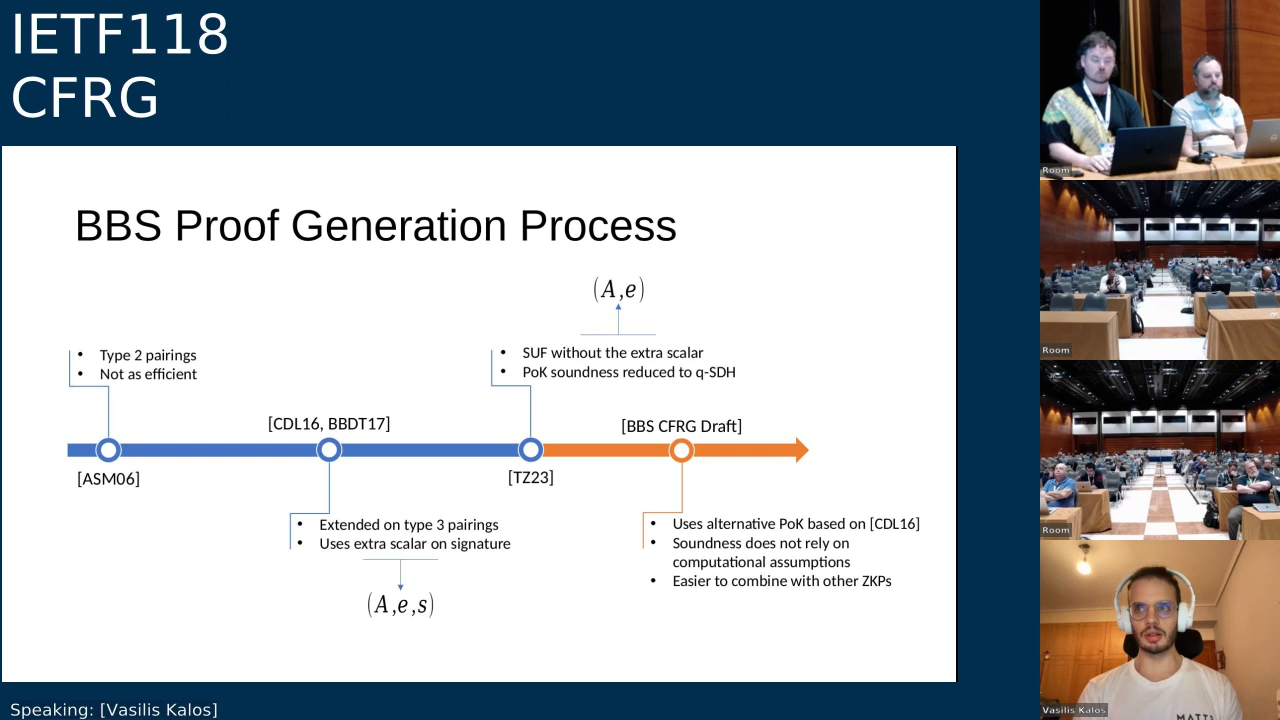 IETF118
CFRG
BBS Proof Generation Process
(A,e)
• Type 2 pairings
• Not as efficient
• SUF without the extra scalar
• PoK soundness reduced to q-SDH
[CDL16, BBDT17]
[BBS CFRG Draft]
[ASM06]
[TZ23]
• Extended on type 3 pairings
• Uses extra scalar on signature
(A,e,s)
• Uses alternative PoK based on [CDL16]
• Soundness does not rely on
computational assumptions
• Easier to combine with other ZKPs
Speaking: [Vasilis Kalos]
Room
Room
Room
Vasilis Kalos
MATTR